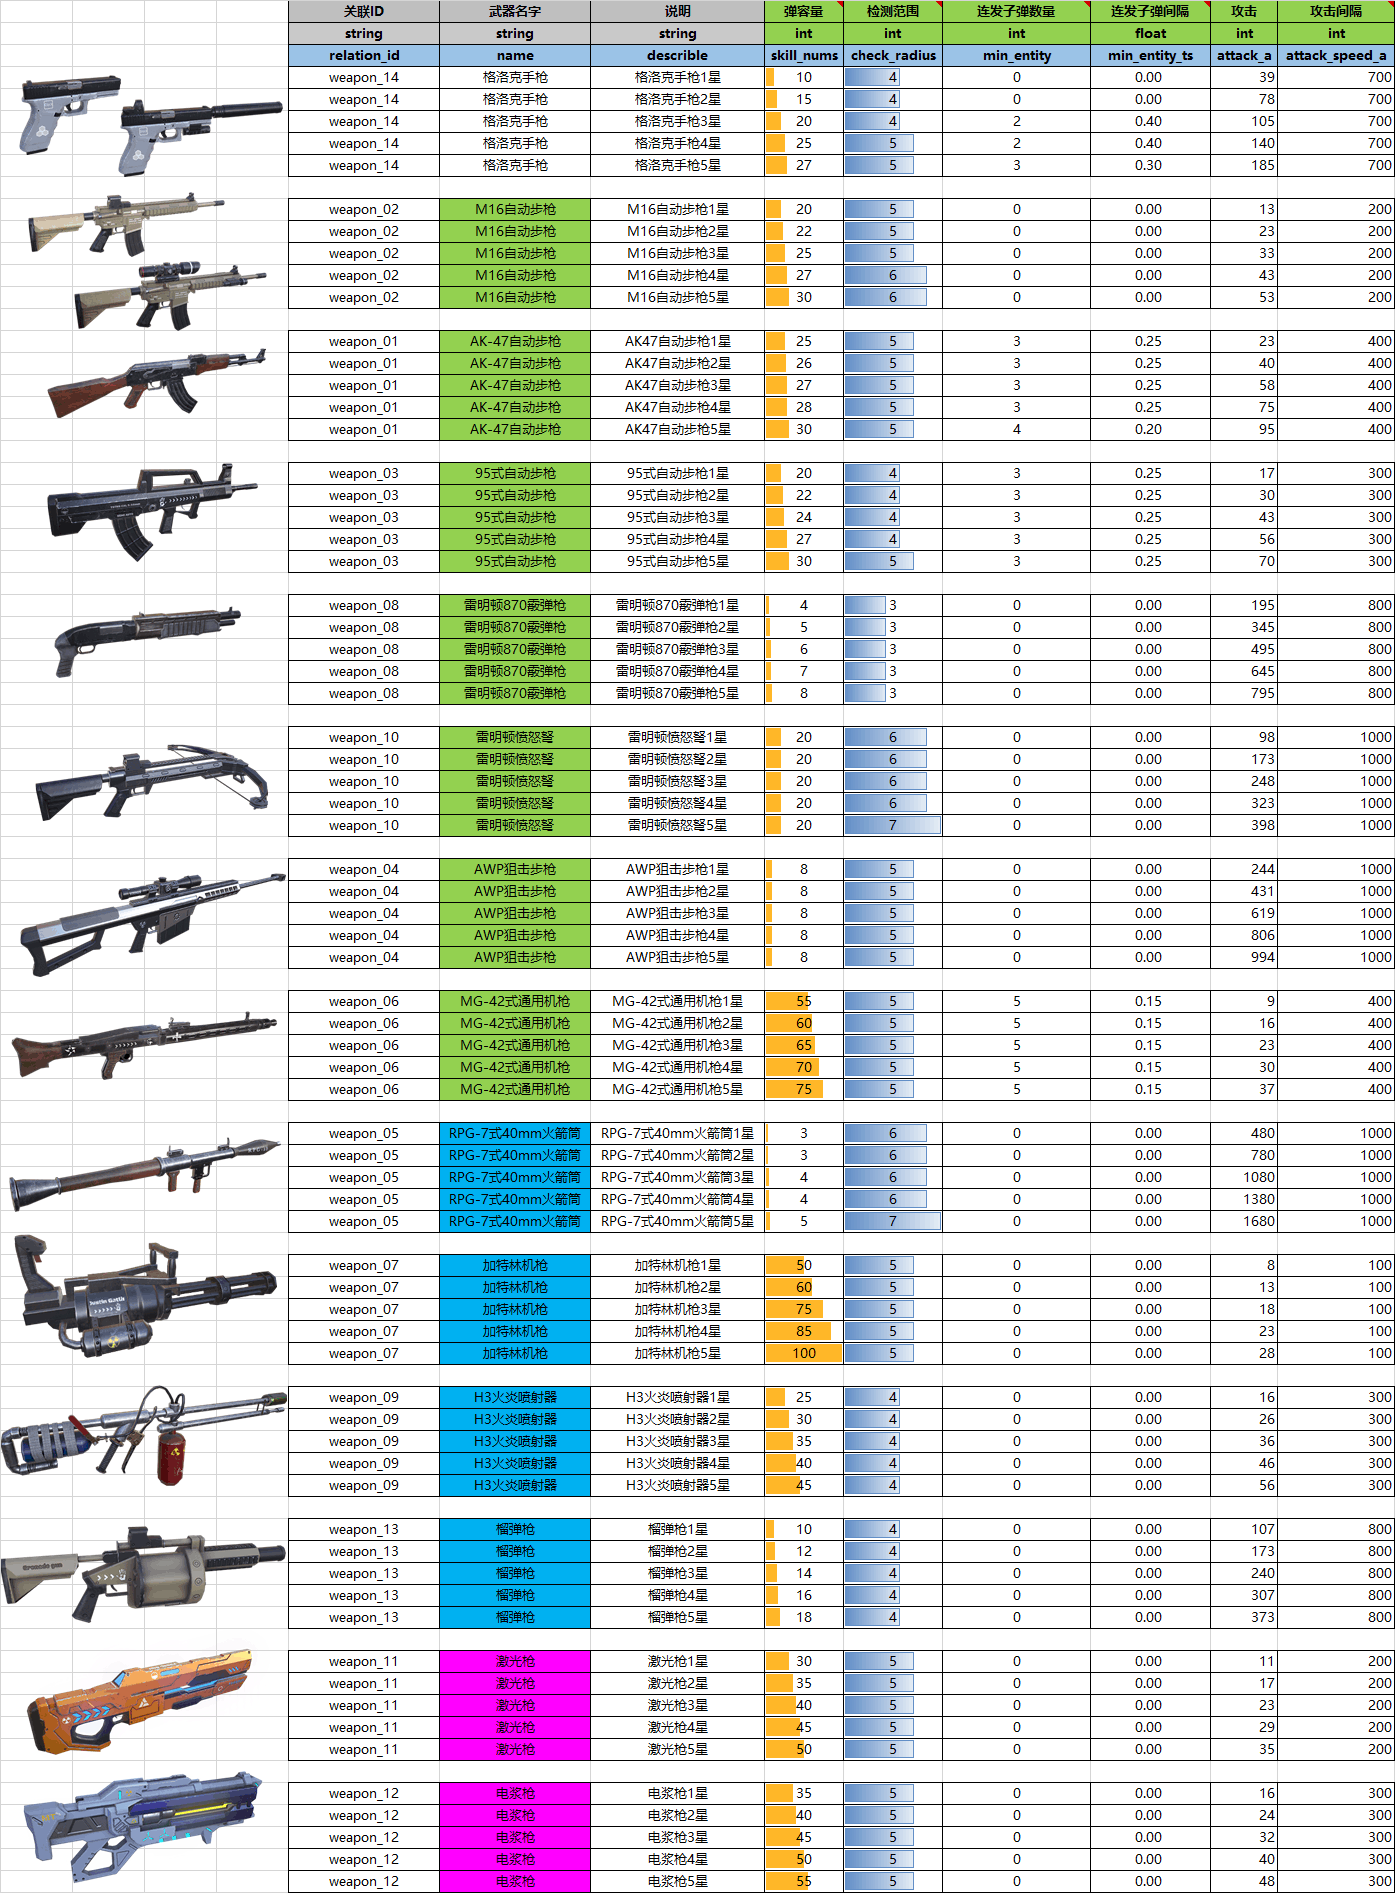 关联ID 武器名字 说明 弹容量 检测范围 连发子弹数量 连发子弹间隔 攻击 攻击间隔
string string string int int int float int int
relation_id name describle skill_nums check_radius min_entity min_entity_ts attack_a attack_speed_a
weapon_14 格洛克手枪 格洛克手枪1星 10 4 0 0.00 39 700
weapon_14 格洛克手枪 格洛克手枪2星 15 4 0 0.00 78 700
weapon_14 格洛克手枪 格洛克手枪3星 20 4 2 0.40 105 700
weapon_14 格洛克手枪 格洛克手枪4星 25 5 2 0.40 140 700
weapon_14 格洛克手枪 格洛克手枪5星 27 5 3 0.30 185 700
weapon_02 M16自动步枪 M16自动步枪1星 20 5 0 0.00 13 200
weapon_02 M16自动步枪 M16自动步枪2星 22 5 0 0.00 23 200
weapon_02 M16自动步枪 M16自动步枪3星 25 5 0 0.00 33 200
weapon_02 M16自动步枪 M16自动步枪4星 27 6 0 0.00 43 200
weapon_02 M16自动步枪 M16自动步枪5星 30 6 0 0.00 53 200
weapon_01 AK-47自动步枪 AK47自动步枪1星 25 5 3 0.25 23 400
weapon_01 AK-47自动步枪 AK47自动步枪2星 26 5 3 0.25 40 400
weapon_01 AK-47自动步枪 AK47自动步枪3星 27 5 3 0.25 58 400
weapon_01 AK-47自动步枪 AK47自动步枪4星 28 5 3 0.25 75 400
weapon_01 AK-47自动步枪 AK47自动步枪5星 30 5 4 0.20 95 400
weapon_03 95式自动步枪 95式自动步枪1星 20 4 3 0.25 17 300
weapon_03 95式自动步枪 95式自动步枪2星 22 4 3 0.25 30 300
weapon_03 95式自动步枪 95式自动步枪3星 24 4 3 0.25 43 300
weapon_03 95式自动步枪 95式自动步枪4星 27 4 3 0.25 56 300
weapon_03 95式自动步枪 95式自动步枪5星 30 5 3 0.25 70 300
weapon_08 雷明顿870霰弹枪 雷明顿870霰弹枪1星 4 3 0 0.00 195 800
weapon_08 雷明顿870霰弹枪 雷明顿870霰弹枪2星 5 3 0 0.00 345 800
weapon_08 雷明顿870霰弹枪 雷明顿870霰弹枪3星 6 3 0 0.00 495 800
weapon_08 雷明顿870霰弹枪 雷明顿870霰弹枪4星 7 3 0 0.00 645 800
weapon_08 雷明顿870霰弹枪 雷明顿870霰弹枪5星 8 3 0 0.00 795 800
weapon_10 雷明顿愤怒弩 雷明顿愤怒弩1星 20 6 0 0.00 98 1000
weapon_10 雷明顿愤怒弩 雷明顿愤怒弩2星 20 6 0 0.00 173 1000
weapon_10 雷明顿愤怒弩 雷明顿愤怒弩3星 20 6 0 0.00 248 1000
weapon_10 雷明顿愤怒弩 雷明顿愤怒弩4星 20 6 0 0.00 323 1000
weapon_10 雷明顿愤怒弩 雷明顿愤怒弩5星 20 7 0 0.00 398 1000
weapon_04 AWP狙击步枪 AWP狙击步枪1星 8 5 0 0.00 244 1000
weapon_04 AWP狙击步枪 AWP狙击步枪2星 8 5 0 0.00 431 1000
weapon_04 AWP狙击步枪 AWP狙击步枪3星 8 5 0 0.00 619 1000
weapon_04 AWP狙击步枪 AWP狙击步枪4星 8 5 0 0.00 806 1000
weapon_04 AWP狙击步枪 AWP狙击步枪5星 8 5 0 0.00 994 1000
weapon_06 MG-42式通用机枪 MG-42式通用机枪1星 55 5 5 0.15 9 400
weapon_06 MG-42式通用机枪 MG-42式通用机枪2星 60 5 5 0.15 16 400
weapon_06 MG-42式通用机枪 MG-42式通用机枪3星 65 5 5 0.15 23 400
weapon_06 MG-42式通用机枪 MG-42式通用机枪4星 70 5 5 0.15 30 400
weapon_06 MG-42式通用机枪 MG-42式通用机枪5星 75 5 5 0.15 37 400
weapon_05 RPG-7式40mm火箭筒 RPG-7式40mm火箭筒1星 3 6 0 0.00 480 1000
weapon_05 RPG-7式40mm火箭筒 RPG-7式40mm火箭筒2星 3 6 0 0.00 780 1000
weapon_05 RPG-7式40mm火箭筒 RPG-7式40mm火箭筒3星 4 6 0 0.00 1080 1000
weapon_05 RPG-7式40mm火箭筒 RPG-7式40mm火箭筒4星 4 6 0 0.00 1380 1000
weapon_05 RPG-7式40mm火箭筒 RPG-7式40mm火箭筒5星 5 7 0 0.00 1680 1000
weapon_07 加特林机枪 加特林机枪1星 50 5 0 0.00 8 100
weapon_07 加特林机枪 加特林机枪2星 60 5 0 0.00 13 100
weapon_07 加特林机枪 加特林机枪3星 75 5 0 0.00 18 100
weapon_07 加特林机枪 加特林机枪4星 85 5 0 0.00 23 100
weapon_07 加特林机枪 加特林机枪5星 100 5 0 0.00 28 100
weapon_09 H3火炎喷射器 H3火炎喷射器1星 25 4 0 0.00 16 300
weapon_09 H3火炎喷射器 H3火炎喷射器2星 30 4 0 0.00 26 300
weapon_09 H3火炎喷射器 H3火炎喷射器3星 35 4 0 0.00 36 300
weapon_09 H3火炎喷射器 H3火炎喷射器4星 40 4 0 0.00 46 300
weapon_09 H3火炎喷射器 H3火炎喷射器5星 45 4 0 0.00 56 300
weapon_13 榴弹枪 榴弹枪1星 10 4 0 0.00 107 800
weapon_13 榴弹枪 榴弹枪2星 12 4 0 0.00 173 800
weapon_13 榴弹枪 榴弹枪3星 14 4 0 0.00 240 800
weapon_13 榴弹枪 榴弹枪4星 16 4 0 0.00 307 800
weapon_13 榴弹枪 榴弹枪5星 18 4 0 0.00 373 800
weapon_11 激光枪 激光枪1星 30 5 0 0.00 11 200
weapon_11 激光枪 激光枪2星 35 5 0 0.00 17 200
weapon_11 激光枪 激光枪3星 40 5 0 0.00 23 200
weapon_11 激光枪 激光枪4星 45 5 0 0.00 29 200
weapon_11 激光枪 激光枪5星 50 5 0 0.00 35 200
weapon_12 电浆枪 电浆枪1星 35 5 0 0.00 16 300
weapon_12 电浆枪 电浆枪2星 40 5 0 0.00 24 300
weapon_12 电浆枪 电浆枪3星 45 5 0 0.00 32 300
weapon_12 电浆枪 电浆枪4星 50 5 0 0.00 40 300
weapon_12 电浆枪 电浆枪5星 55 5 0 0.00 48 300